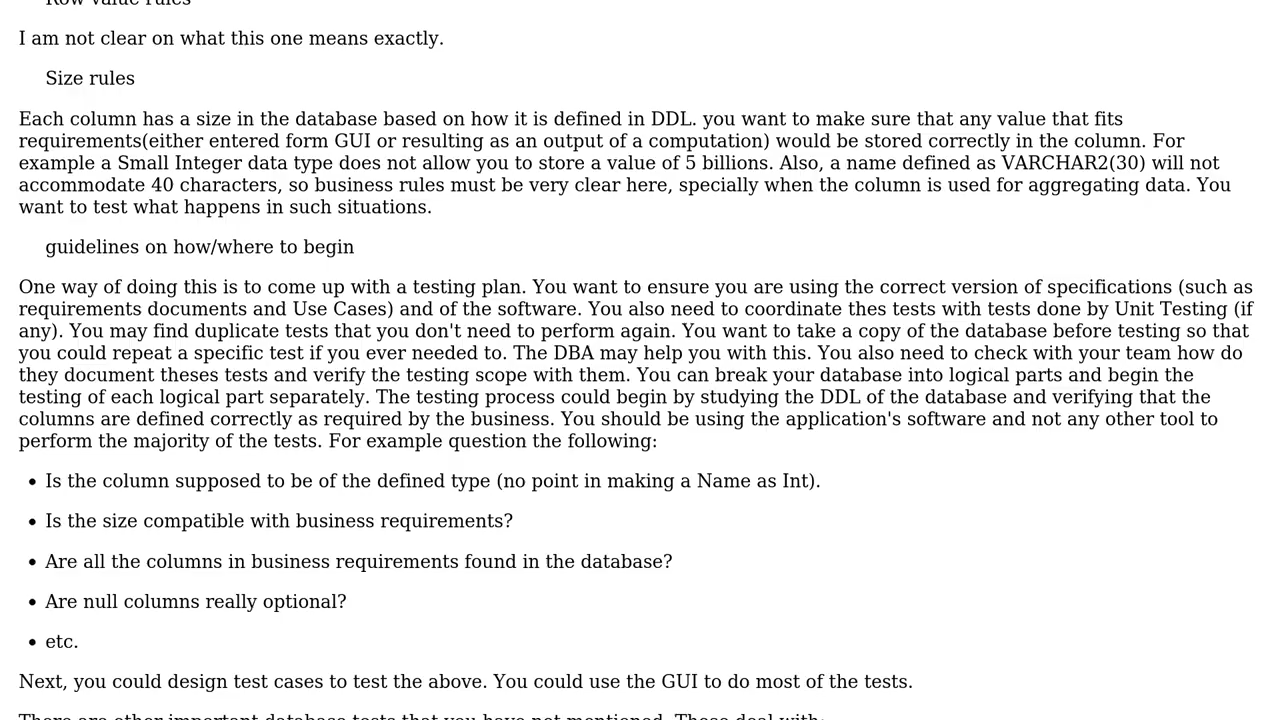 Row value rules
I am not clear on what this one means exactly.
Size rules
Each column has a size in the database based on how it is defined in DDL. you want to make sure that any value that fits
requirements(either entered form GUI or resulting as an output of a computation) would be stored correctly in the column. For
example a Small Integer data type does not allow you to store a value of 5 billions. Also, a name defined as VARCHAR2(30) will not
accommodate 40 characters, so business rules must be very clear here, specially when the column is used for aggregating data. You
want to test what happens in such situations.
guidelines on how/where to begin
One way of doing this is to come up with a testing plan. You want to ensure you are using the correct version of specifications (such as
requirements documents and Use Cases) and of the software. You also need to coordinate thes tests with tests done by Unit Testing (if
any). You may find duplicate tests that you don't need to perform again. You want to take a copy of the database before testing so that
you could repeat a specific test if you ever needed to. The DBA may help you with this. You also need to check with your team how do
they document theses tests and verify the testing scope with them. You can break your database into logical parts and begin the
testing of each logical part separately. The testing process could begin by studying the DDL of the database and verifying that the
columns are defined correctly as required by the business. You should be using the application's software and not any other tool to
perform the majority of the tests. For example question the following:
• Is the column supposed to be of the defined type (no point in making a Name as Int).
• Is the size compatible with business requirements?
• Are all the columns in business requirements found in the database?
• Are null columns really optional?
• etc.
Next, you could design test cases to test the above. You could use the GUI to do most of the tests.
There are other important database tests that you have not mentioned. These deal with: